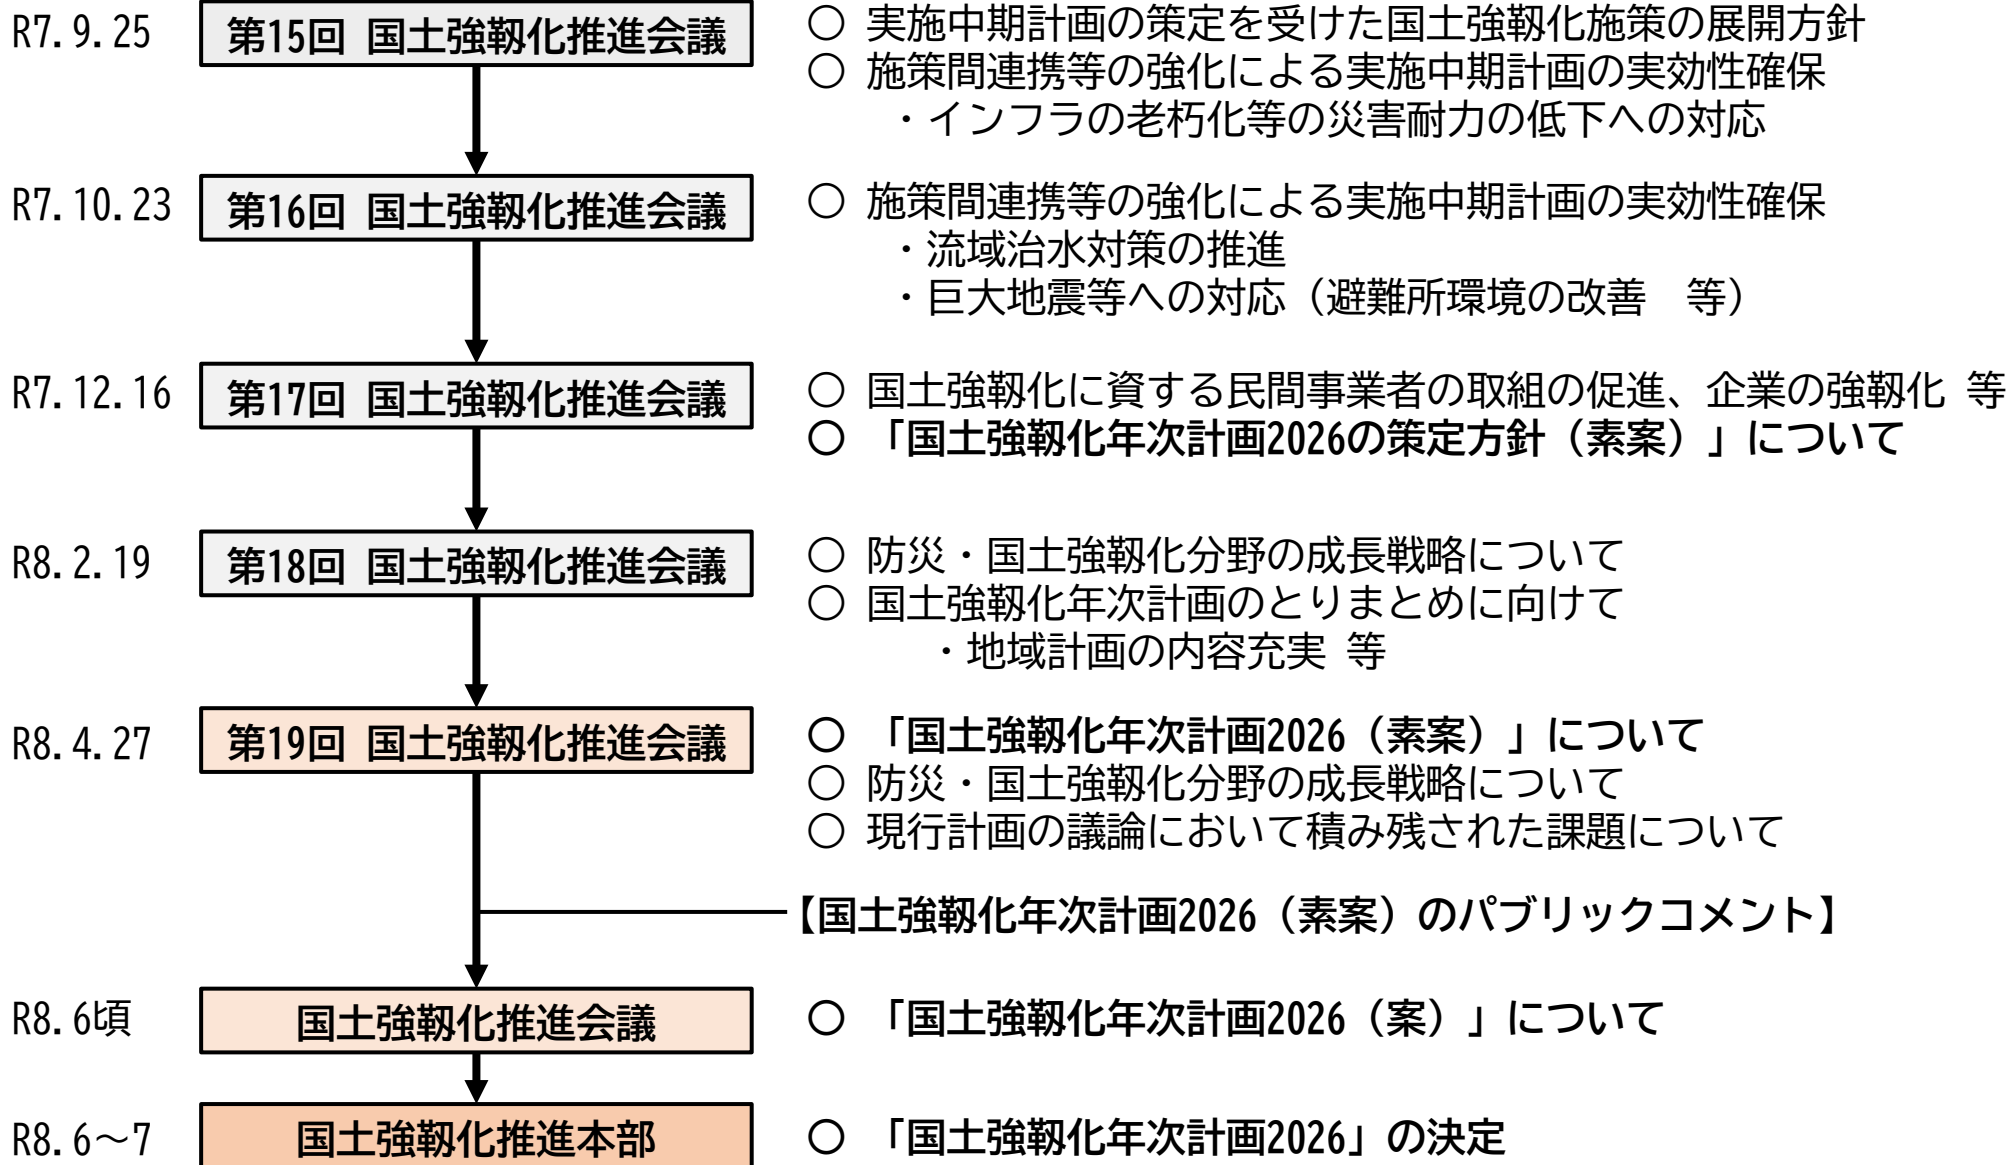 R7.9.25
第15回 国土強靱化推進会議
○ 実施中期計画の策定を受けた国土強靱化施策の展開方針
○ 施策間連携等の強化による実施中期計画の実効性確保
・インフラの老朽化等の災害耐力の低下への対応
R7.10.23
第16回 国土強靱化推進会議
○ 施策間連携等の強化による実施中期計画の実効性確保
・流域治水対策の推進
・巨大地震等への対応（避難所環境の改善　等）
R7.12.16
第17回 国土強靱化推進会議
○ 国土強靱化に資する民間事業者の取組の促進、企業の強靱化 等
○ 「国土強靱化年次計画2026の策定方針（素案）」について
R8.2.19
第18回 国土強靱化推進会議
○ 防災・国土強靱化分野の成長戦略について
○ 国土強靱化年次計画のとりまとめに向けて
・地域計画の内容充実 等
R8.4.27
第19回 国土強靱化推進会議
○ 「国土強靱化年次計画2026（素案）」について
○ 防災・国土強靱化分野の成長戦略について
○ 現行計画の議論において積み残された課題について
【国土強靱化年次計画2026（素案）のパブリックコメント】
R8.6頃
国土強靱化推進会議
○ 「国土強靱化年次計画2026（案）」について
R8.6～7
国土強靱化推進本部
○ 「国土強靱化年次計画2026」の決定